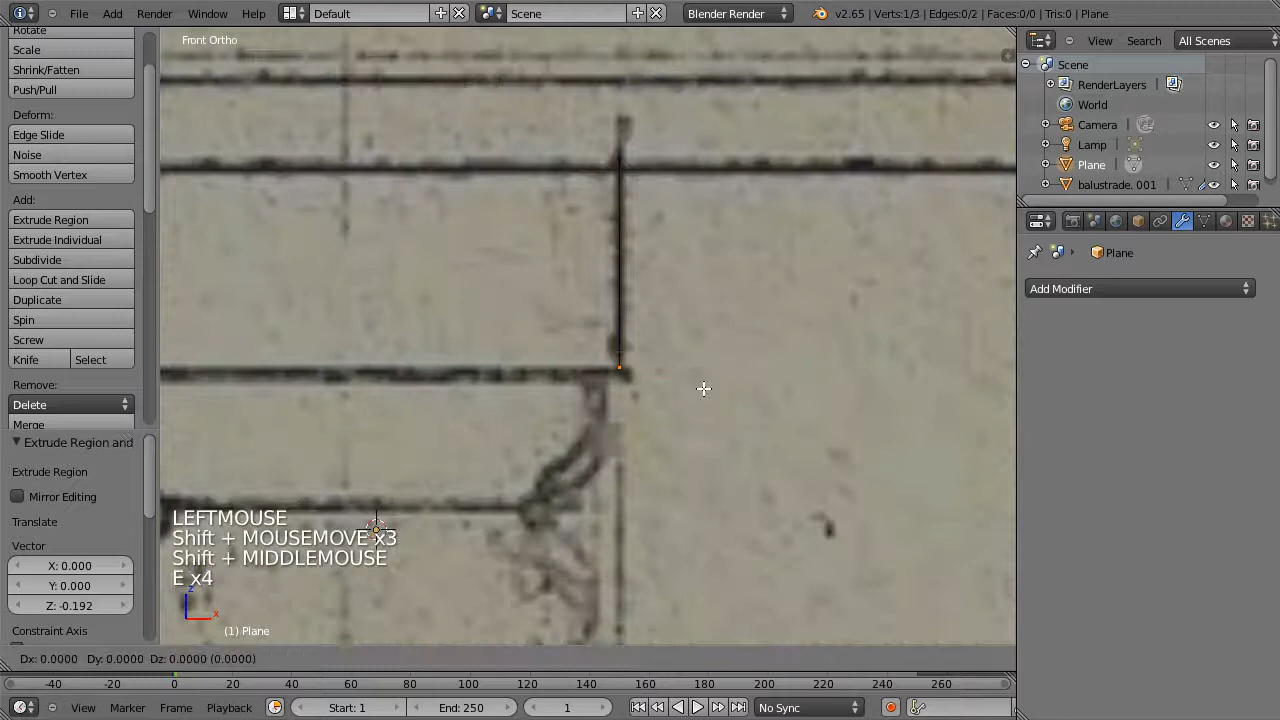 File Add Render Window Help Default Scene Blender Render v2.65 | Verts:1/3 | Edges:0/2 | Faces:0/0 | Tris:0 | Plane
Rotate
Scale
Shrink/Fatten
Push/Pull
Deform:
Edge Slide
Noise
Smooth Vertex
Add:
Extrude Region
Extrude Individual
Subdivide
Loop Cut and Slide
Duplicate
Spin
Screw
Knife Select
Remove:
Delete
Merge
Extrude Region and
Extrude Region
Mirror Editing
Translate
Vector
X: 0.000
Y: 0.000
Z: -0.192
Constraint Axis
Front Ortho
LEFTMOUSE
Shift + MOUSEMOVE x3
Shift + MIDDLEMOUSE
E x4
z
x
(1) Plane
Dx: 0.0000 Dy: 0.0000 Dz: 0.0000 (0.0000)
-40 -20 0 20 40 60 80 100 120 140 160 180 200 220 240 260
View Marker Frame Playback Start: 1 End: 250 1 No Sync
View Search All Scenes
Scene
RenderLayers
World
Camera
Lamp
Plane
balustrade. 001
Plane
Add Modifier